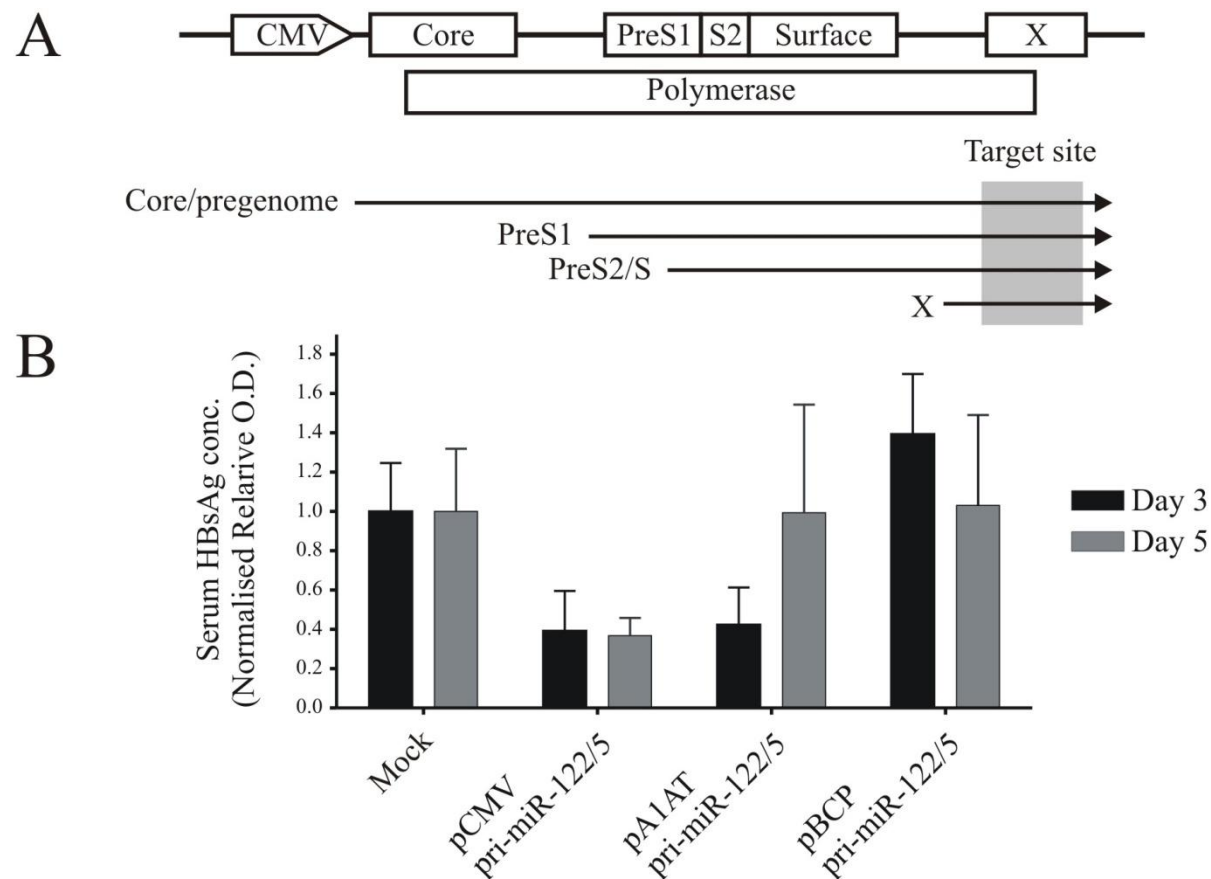 A
CMV
Core
PreS1
S2
Surface
X
Polymerase
Target site
Core/pregenome
PreS1
PreS2/S
X
B
Serum HBsAg conc.
(Normalised Relarive O.D.)
1.8
1.6
1.4
1.2
1.0
0.8
0.6
0.4
0.2
0.0
Day 3
Day 5
Mock
pCMV
pri-miR-122/5
pA1AT
pri-miR-122/5
pBCP
pri-miR-122/5